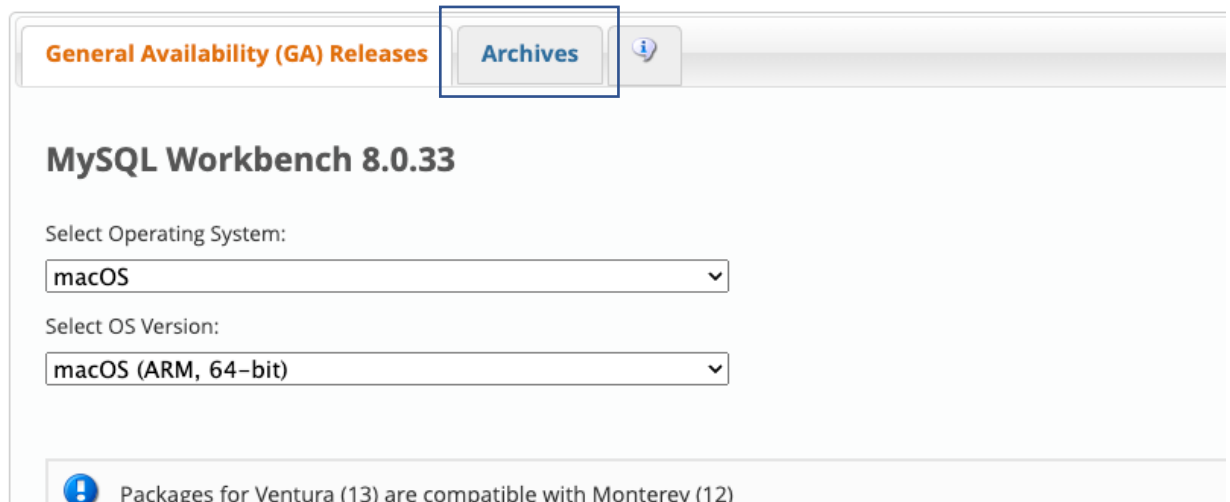 General Availability (GA) Releases Archives
MySQL Workbench 8.0.33
Select Operating System:
macOS
Select OS Version:
macOS (ARM, 64-bit)
Packages for Ventura (13) are compatible with Monterey (12)